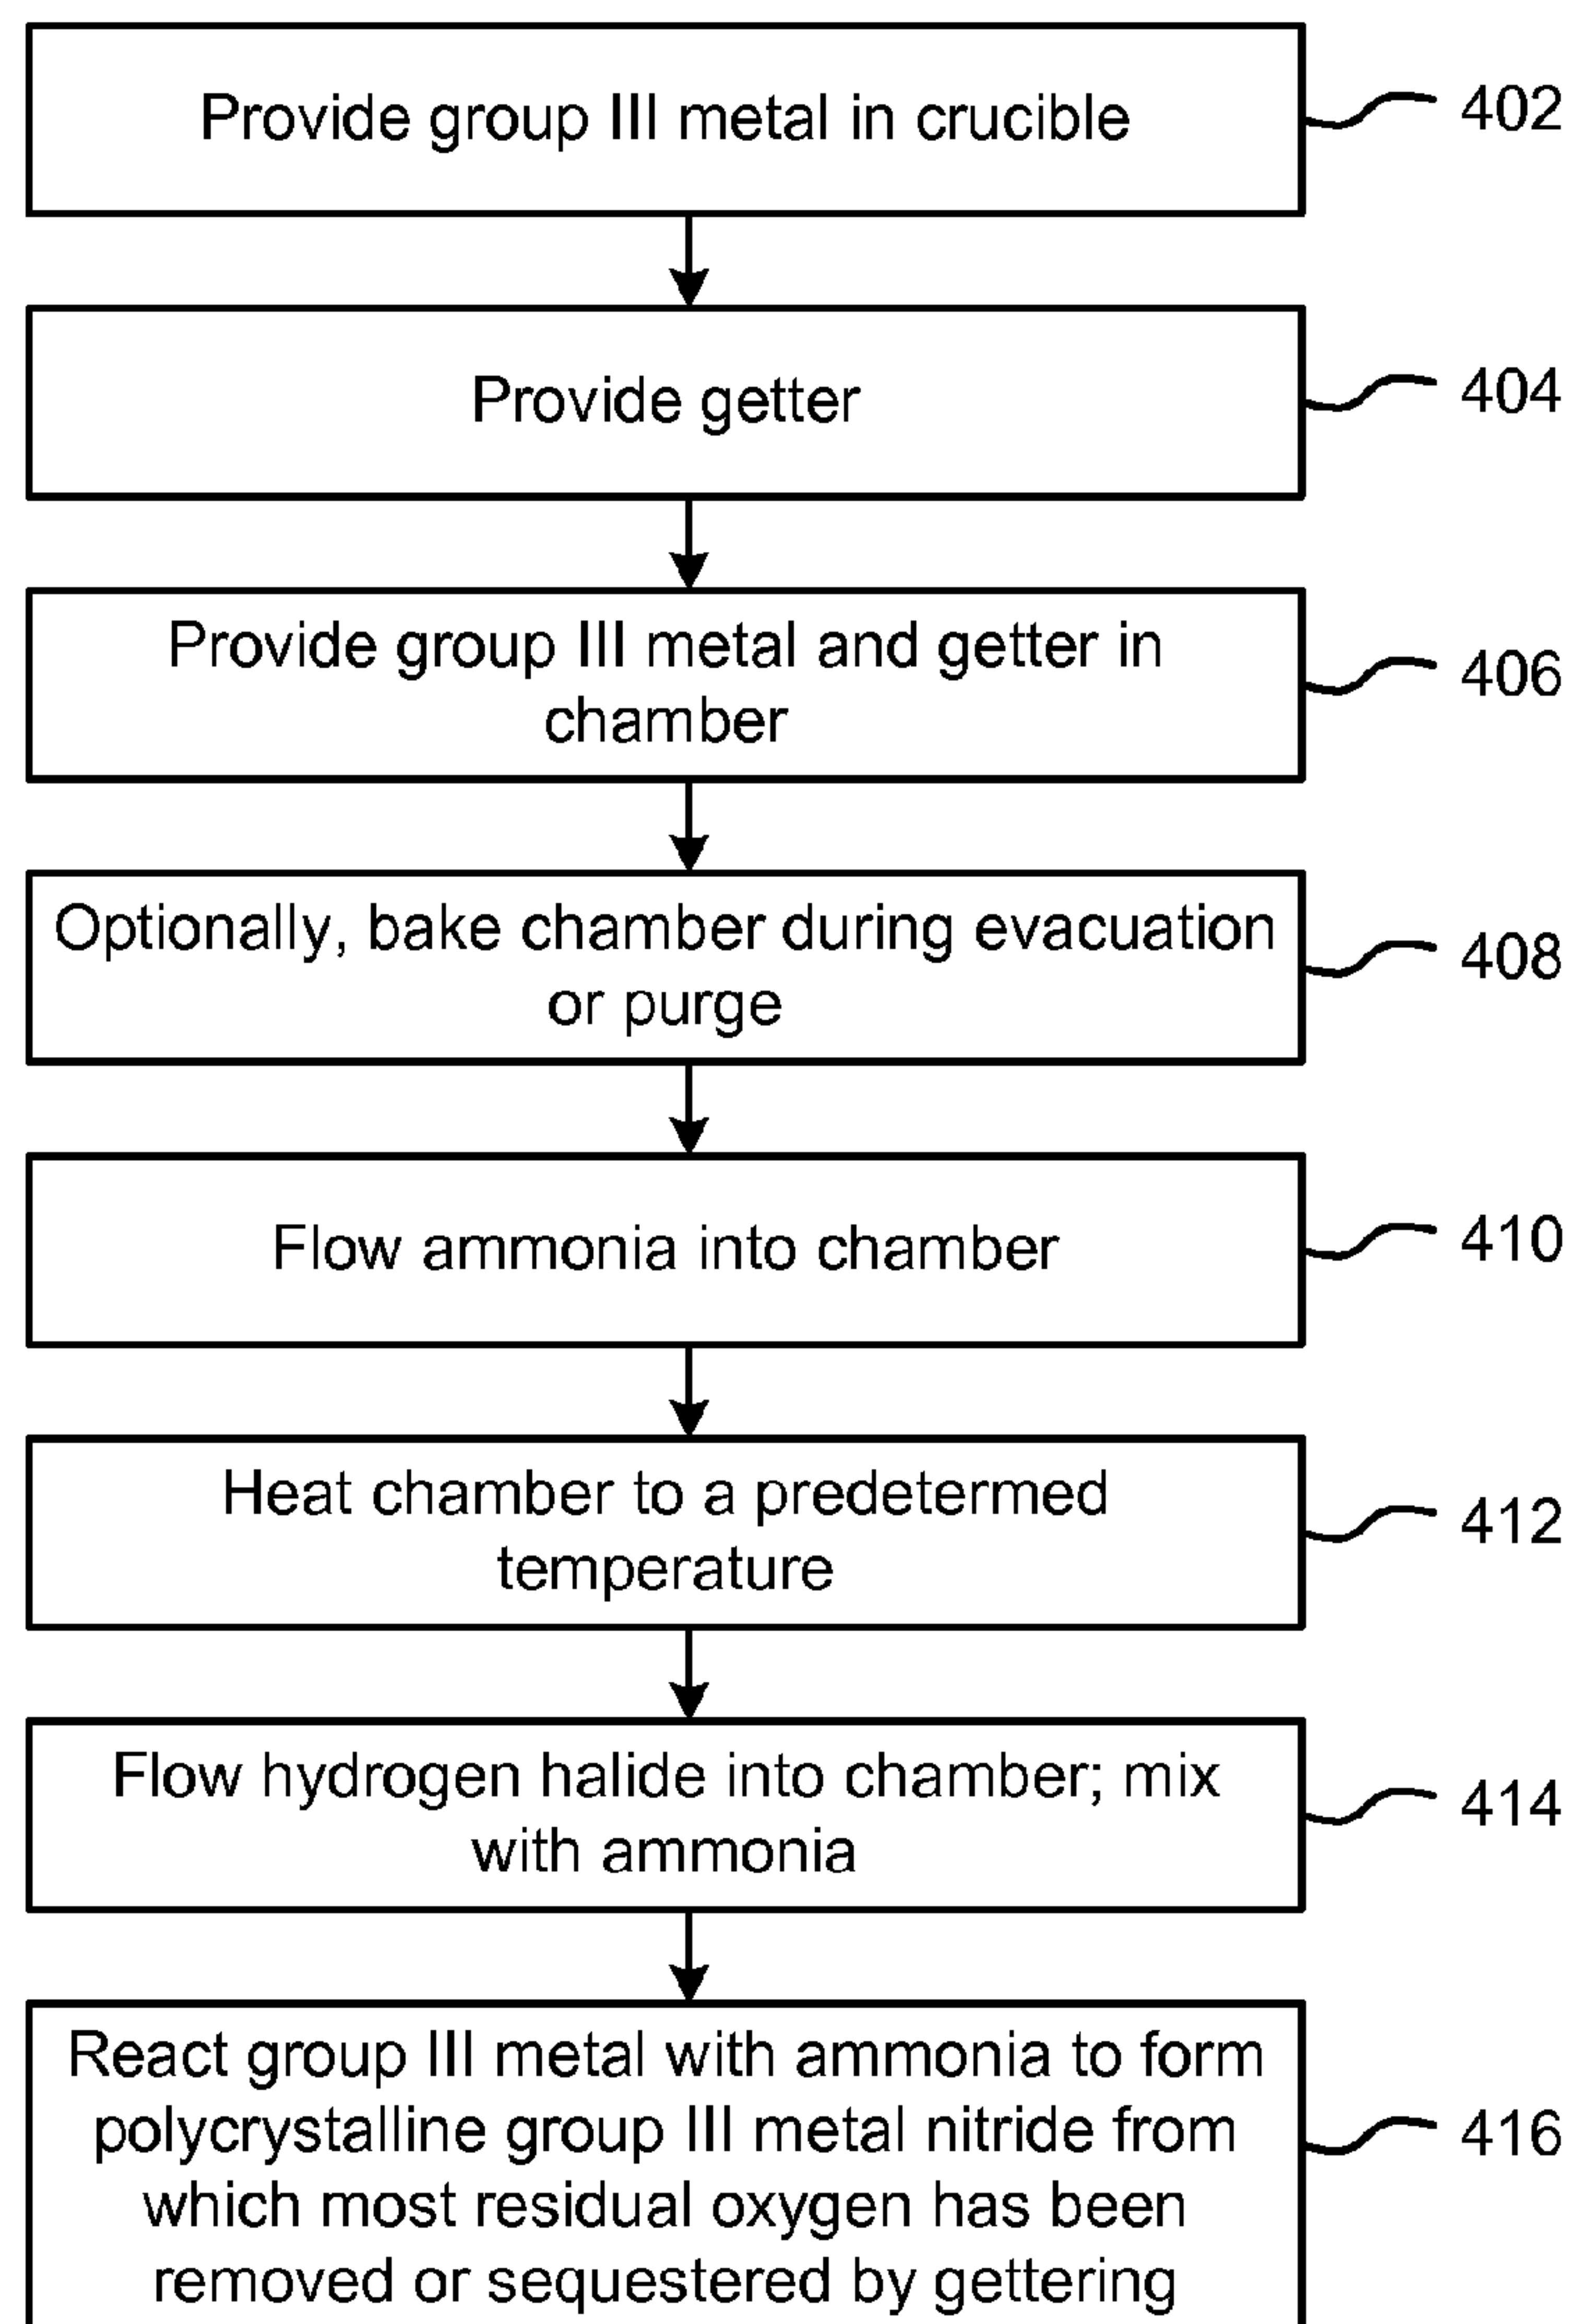 Provide group III metal in crucible
402
Provide getter
404
Provide group III metal and getter in
chamber
406
Optionally, bake chamber during evacuation
or purge
408
Flow ammonia into chamber
410
Heat chamber to a predetermed
temperature
412
Flow hydrogen halide into chamber; mix
with ammonia
414
React group III metal with ammonia to form
polycrystalline group III metal nitride from
which most residual oxygen has been
removed or sequestered by gettering
416